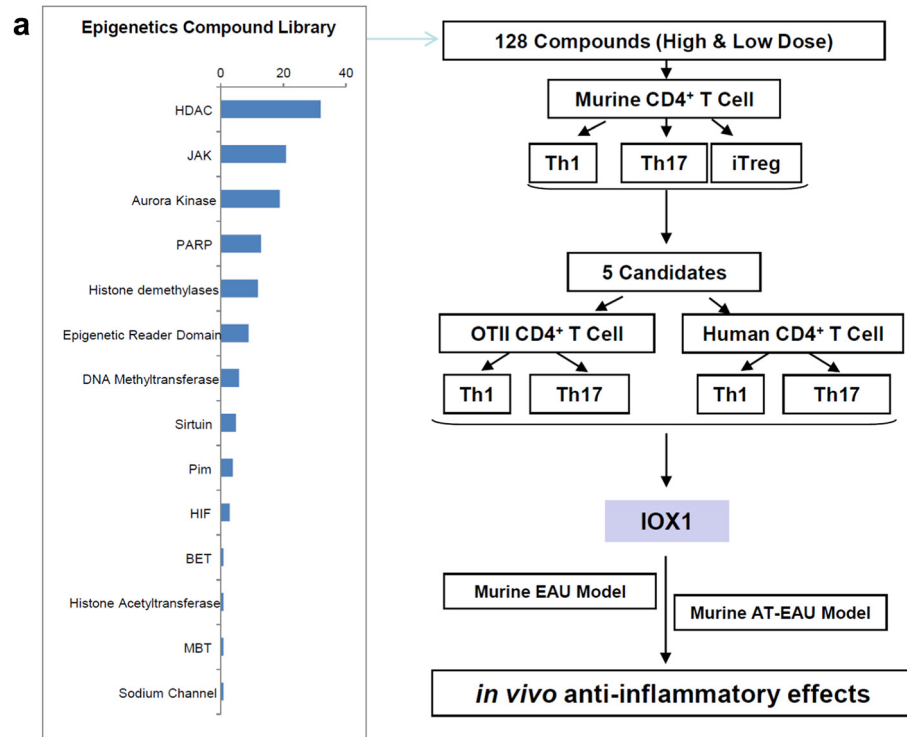 a
Epigenetics Compound Library
0 20 40
HDAC
JAK
Aurora Kinase
PARP
Histone demethylases
Epigenetic Reader Domain
DNA Methyltransferase
Sirtuin
Pim
HIF
BET
Histone Acetyltransferase
MBT
Sodium Channel
128 Compounds (High & Low Dose)
Murine CD4⁺ T Cell
Th1 Th17 iTreg
5 Candidates
OTII CD4⁺ T Cell Human CD4⁺ T Cell
Th1 Th17 Th1 Th17
IOX1
Murine EAU Model
Murine AT-EAU Model
in vivo anti-inflammatory effects